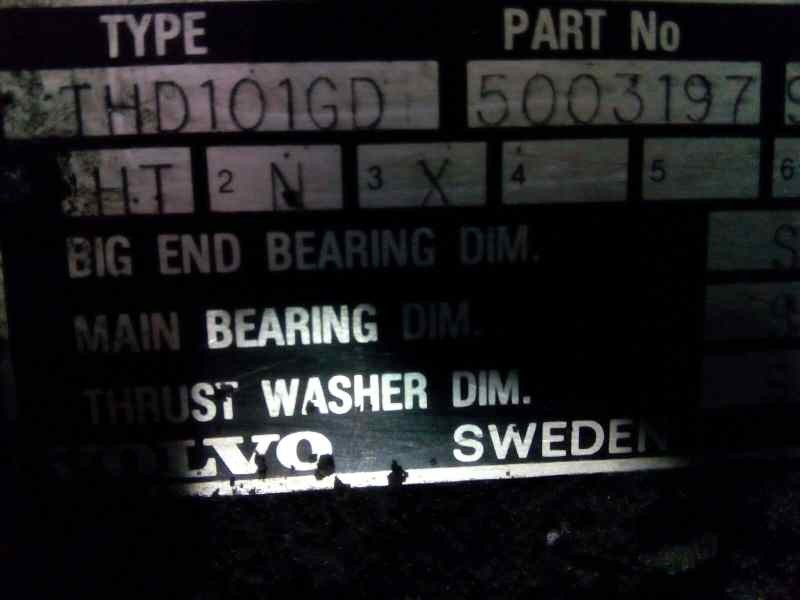 TYPE PART No
THD101GD 5003197
HT 2 N 3 X 4 5 6
BIG END BEARING DIM. S
MAIN BEARING DIM. S
THRUST WASHER DIM. S
VOLVO SWEDEN